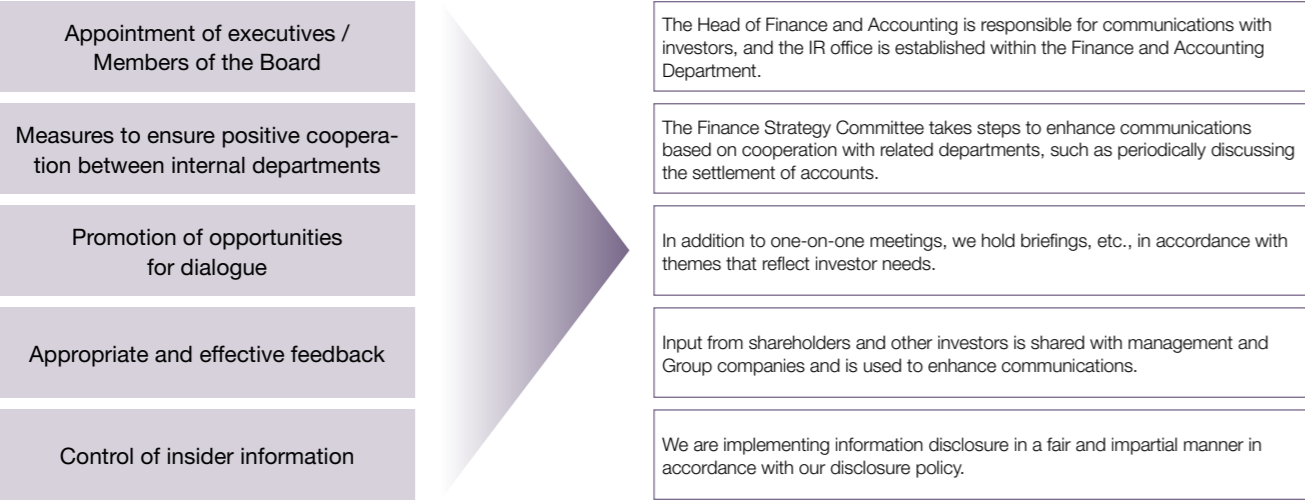 Appointment of executives /
Members of the Board
The Head of Finance and Accounting is responsible for communications with
investors, and the IR office is established within the Finance and Accounting
Department.
Measures to ensure positive coopera-
tion between internal departments
The Finance Strategy Committee takes steps to enhance communications
based on cooperation with related departments, such as periodically discussing
the settlement of accounts.
Promotion of opportunities
for dialogue
In addition to one-on-one meetings, we hold briefings, etc., in accordance with
themes that reflect investor needs.
Appropriate and effective feedback
Input from shareholders and other investors is shared with management and
Group companies and is used to enhance communications.
Control of insider information
We are implementing information disclosure in a fair and impartial manner in
accordance with our disclosure policy.